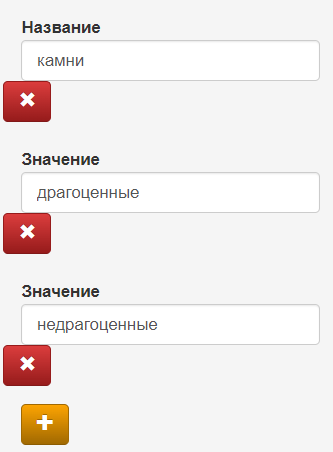 Название
камни
Значение
драгоценные
Значение
недрагоценные